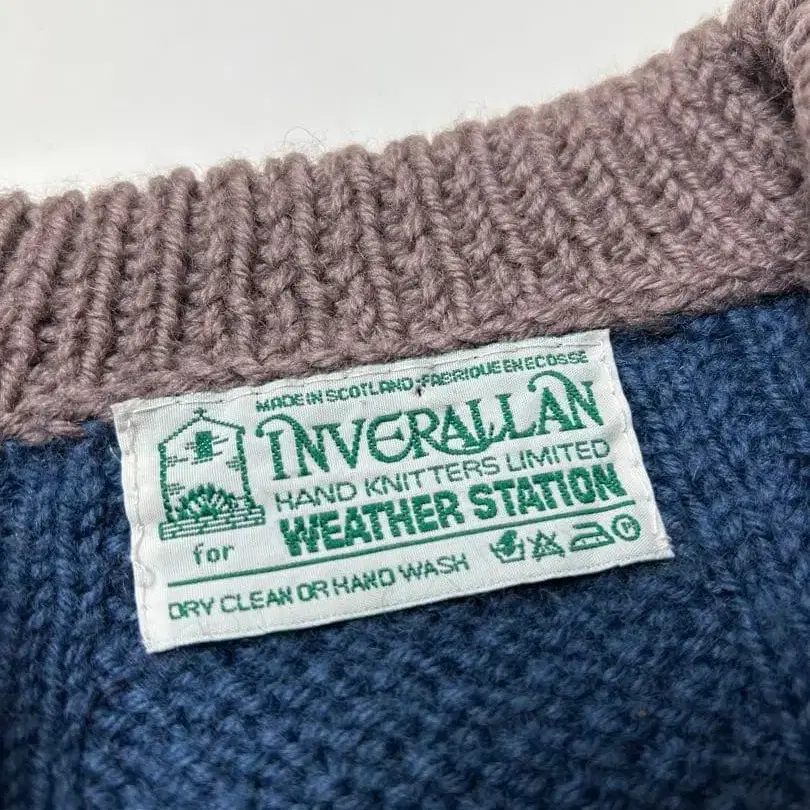 MADE IN SCOTLAND·FABRIQUE EN ECOSSE
INVERALLAN
HAND KNITTERS LIMITED
for WEATHER STATION
DRY CLEAN OR HAND WASH